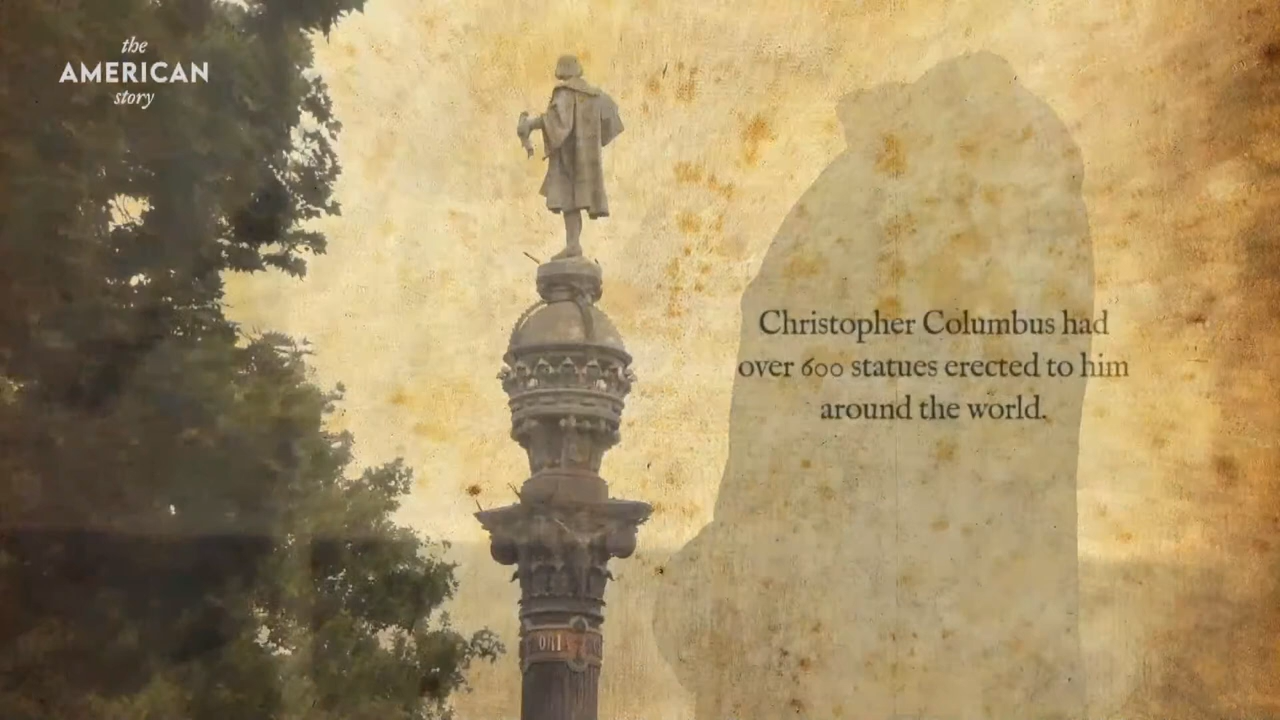 the
AMERICAN
story
Christopher Columbus had
over 600 statues erected to him
around the world.